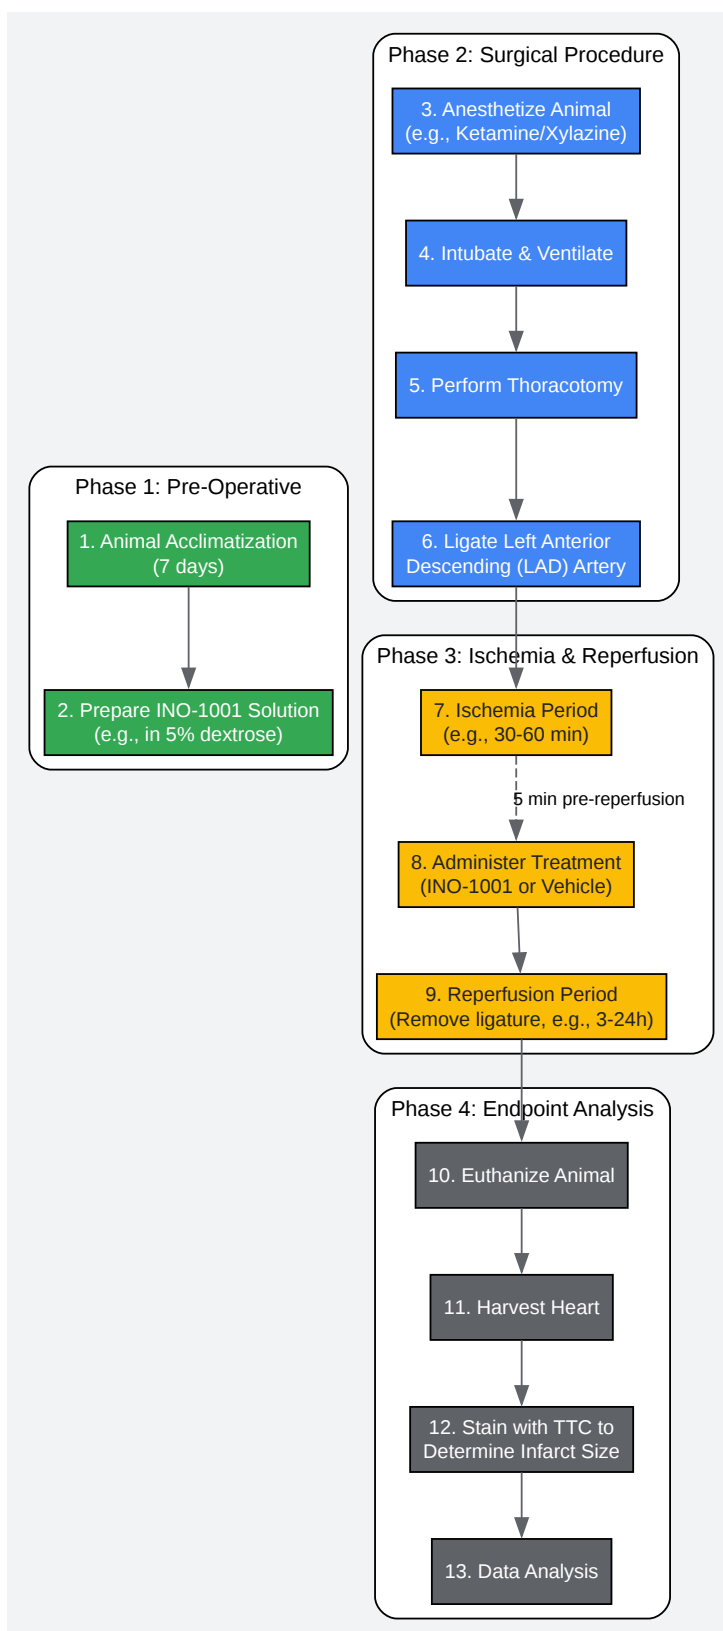 Phase 1: Pre-Operative
1. Animal Acclimatization
(7 days)
2. Prepare INO-1001 Solution
(e.g., in 5% dextrose)
Phase 2: Surgical Procedure
3. Anesthetize Animal
(e.g., Ketamine/Xylazine)
4. Intubate & Ventilate
5. Perform Thoracotomy
6. Ligate Left Anterior
Descending (LAD) Artery
Phase 3: Ischemia & Reperfusion
7. Ischemia Period
(e.g., 30-60 min)
5 min pre-reperfusion
8. Administer Treatment
(INO-1001 or Vehicle)
9. Reperfusion Period
(Remove ligature, e.g., 3-24h)
Phase 4: Endpoint Analysis
10. Euthanize Animal
11. Harvest Heart
12. Stain with TTC to
Determine Infarct Size
13. Data Analysis